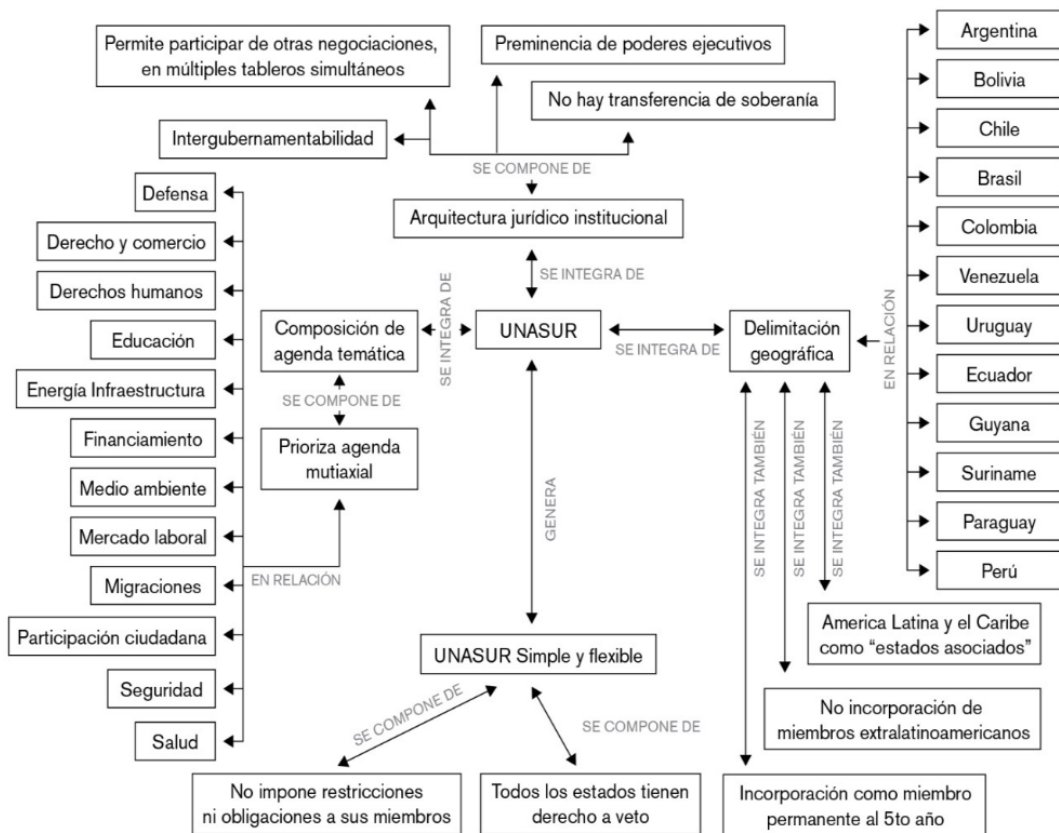 Permite participar de otras negociaciones,
en múltiples tableros simultáneos
Preminencia de poderes ejecutivos
No hay transferencia de soberanía
Intergubernamentabilidad
SE COMPONE DE
Arquitectura jurídico institucional
SE INTEGRA DE
UNASUR
SE INTEGRA DE
Composición de
agenda temática
SE COMPONE DE
Prioriza agenda
mutiaxial
EN RELACIÓN
Defensa
Derecho y comercio
Derechos humanos
Educación
Energía Infraestructura
Financiamiento
Medio ambiente
Mercado laboral
Migraciones
Participación ciudadana
Seguridad
Salud
SE INTEGRA DE
Delimitación
geográfica
EN RELACIÓN
Argentina
Bolivia
Chile
Brasil
Colombia
Venezuela
Uruguay
Ecuador
Guyana
Suriname
Paraguay
Perú
SE INTEGRA TAMBIÉN
SE INTEGRA TAMBIÉN
SE INTEGRA TAMBIÉN
America Latina y el Caribe
como “estados asociados”
No incorporación de
miembros extralatinoamericanos
Incorporación como miembro
permanente al 5to año
GENERA
UNASUR Simple y flexible
SE COMPONE DE
SE COMPONE DE
No impone restricciones
ni obligaciones a sus miembros
Todos los estados tienen
derecho a veto